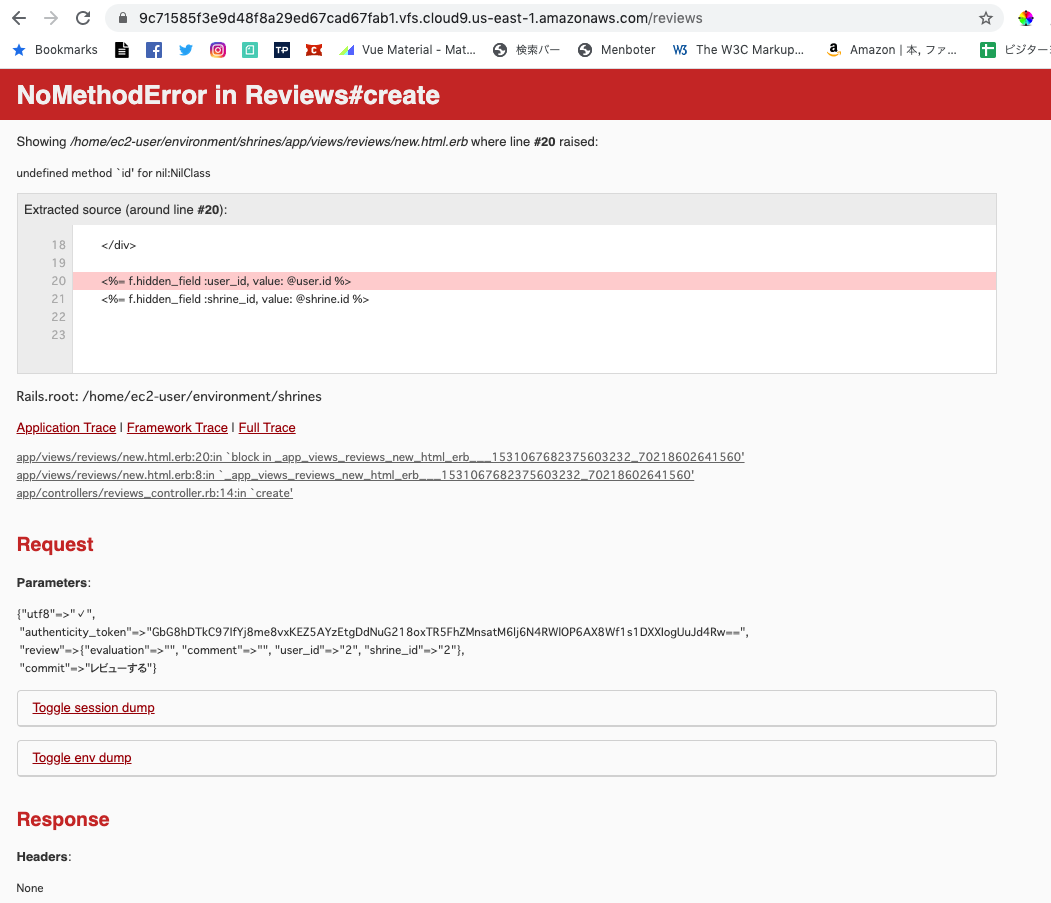 9c71585f3e9d48f8a29ed67cad67fab1.vfs.cloud9.us-east-1.amazonaws.com/reviews
Bookmarks TP C Vue Material - Mat... 検索バー Menboter W3 The W3C Markup... a Amazon | 本, ファ... ビジター
NoMethodError in Reviews#create
Showing /home/ec2-user/environment/shrines/app/views/reviews/new.html.erb where line #20 raised:
undefined method `id' for nil:NilClass
Extracted source (around line #20):
18 </div>
19
20 <%= f.hidden_field :user_id, value: @user.id %>
21 <%= f.hidden_field :shrine_id, value: @shrine.id %>
22
23
Rails.root: /home/ec2-user/environment/shrines
Application Trace | Framework Trace | Full Trace
app/views/reviews/new.html.erb:20:in `block in _app_views_reviews_new_html_erb___1531067682375603232_70218602641560'
app/views/reviews/new.html.erb:8:in `_app_views_reviews_new_html_erb___1531067682375603232_70218602641560'
app/controllers/reviews_controller.rb:14:in `create'
Request
Parameters:
{"utf8"=>"✓",
"authenticity_token"=>"GbG8hDTkC97IfYj8me8vxKEZ5AYzEtgDdNuG218oxTR5FhZMnsatM6lj6N4RWlOP6AX8Wf1s1DXXlogUuJd4Rw==",
"review"=>{"evaluation"=>"", "comment"=>"", "user_id"=>"2", "shrine_id"=>"2"},
"commit"=>"レビューする"}
Toggle session dump
Toggle env dump
Response
Headers:
None